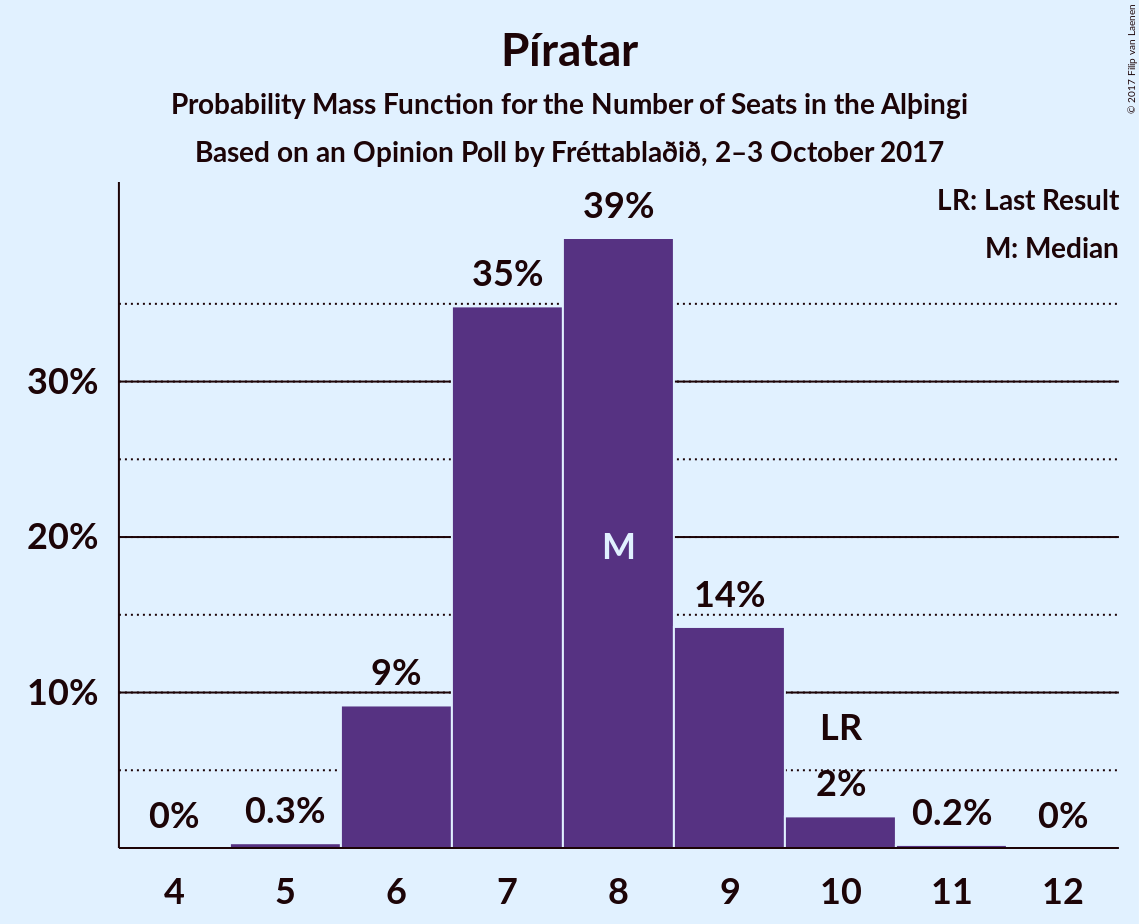 Píratar
Probability Mass Function for the Number of Seats in the Alþingi
Based on an Opinion Poll by Fréttablaðið, 2–3 October 2017
© 2017 Filip van Laenen
LR: Last Result
M: Median
39%
35%
30%
20%
M
14%
9%
10%
LR
2%
0%
0.3%
0.2%
0%
4 5 6 7 8 9 10 11 12